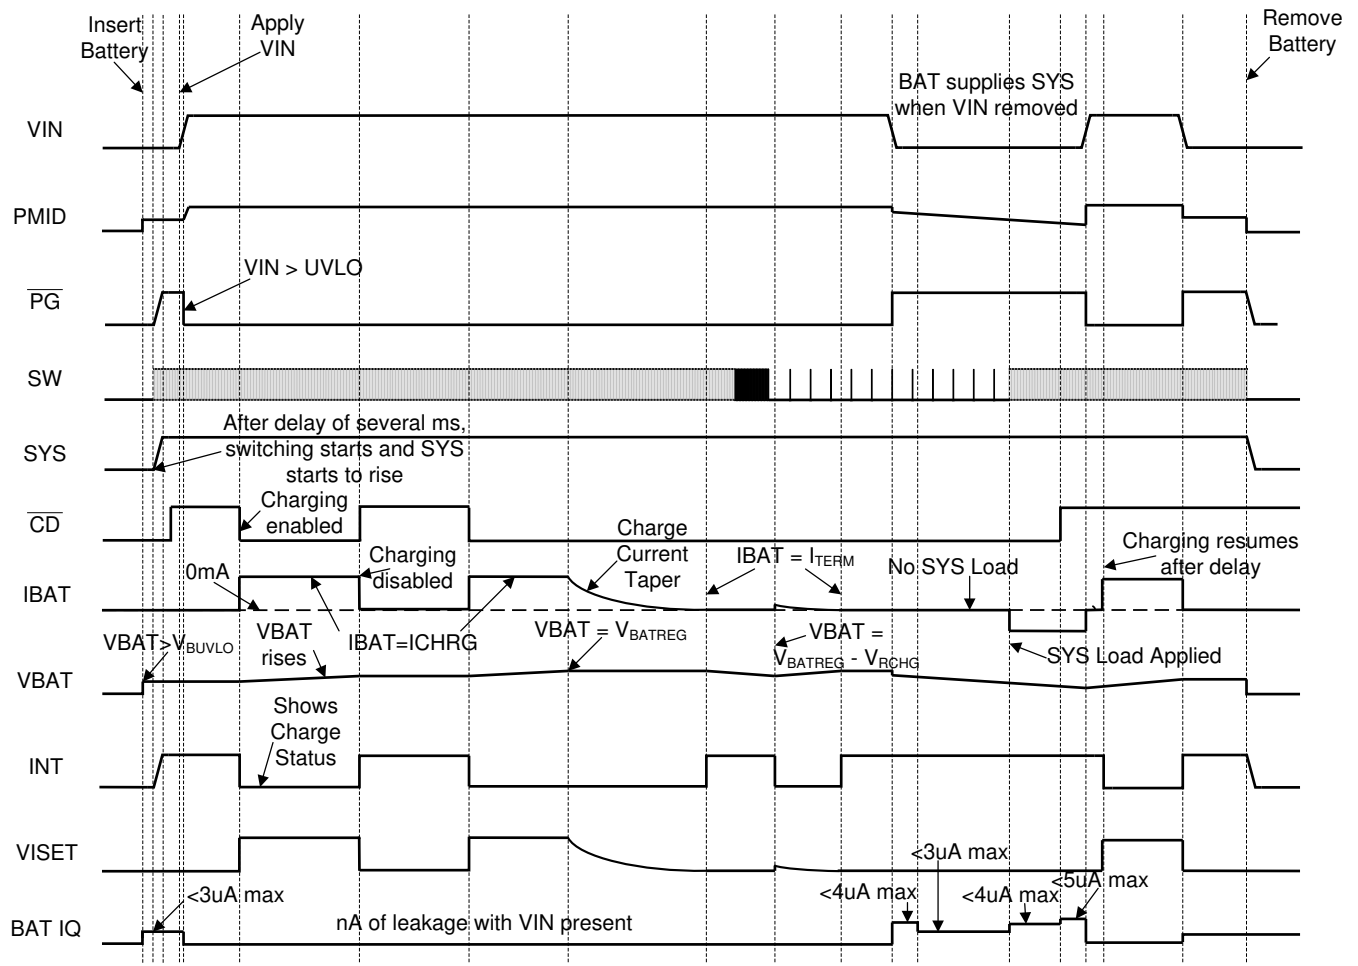 Insert
Battery
Apply
VIN
Remove
Battery
BAT supplies SYS
when VIN removed
VIN
PMID
VIN > UVLO
PG
SW
After delay of several ms,
switching starts and SYS
starts to rise
SYS
Charging
enabled
CD
Charge
Current
Taper
Charging
disabled
Charging resumes
after delay
0mA
IBAT = ITERM
No SYS Load
IBAT
VBAT>VBUVLO
VBAT
rises
IBAT=ICHRG
VBAT = VBATREG
VBAT =
VBATREG - VRCHG
SYS Load Applied
VBAT
Shows
Charge
Status
INT
VISET
<3uA max
<3uA max
<4uA max
<4uA max
<5uA max
nA of leakage with VIN present
BAT IQ